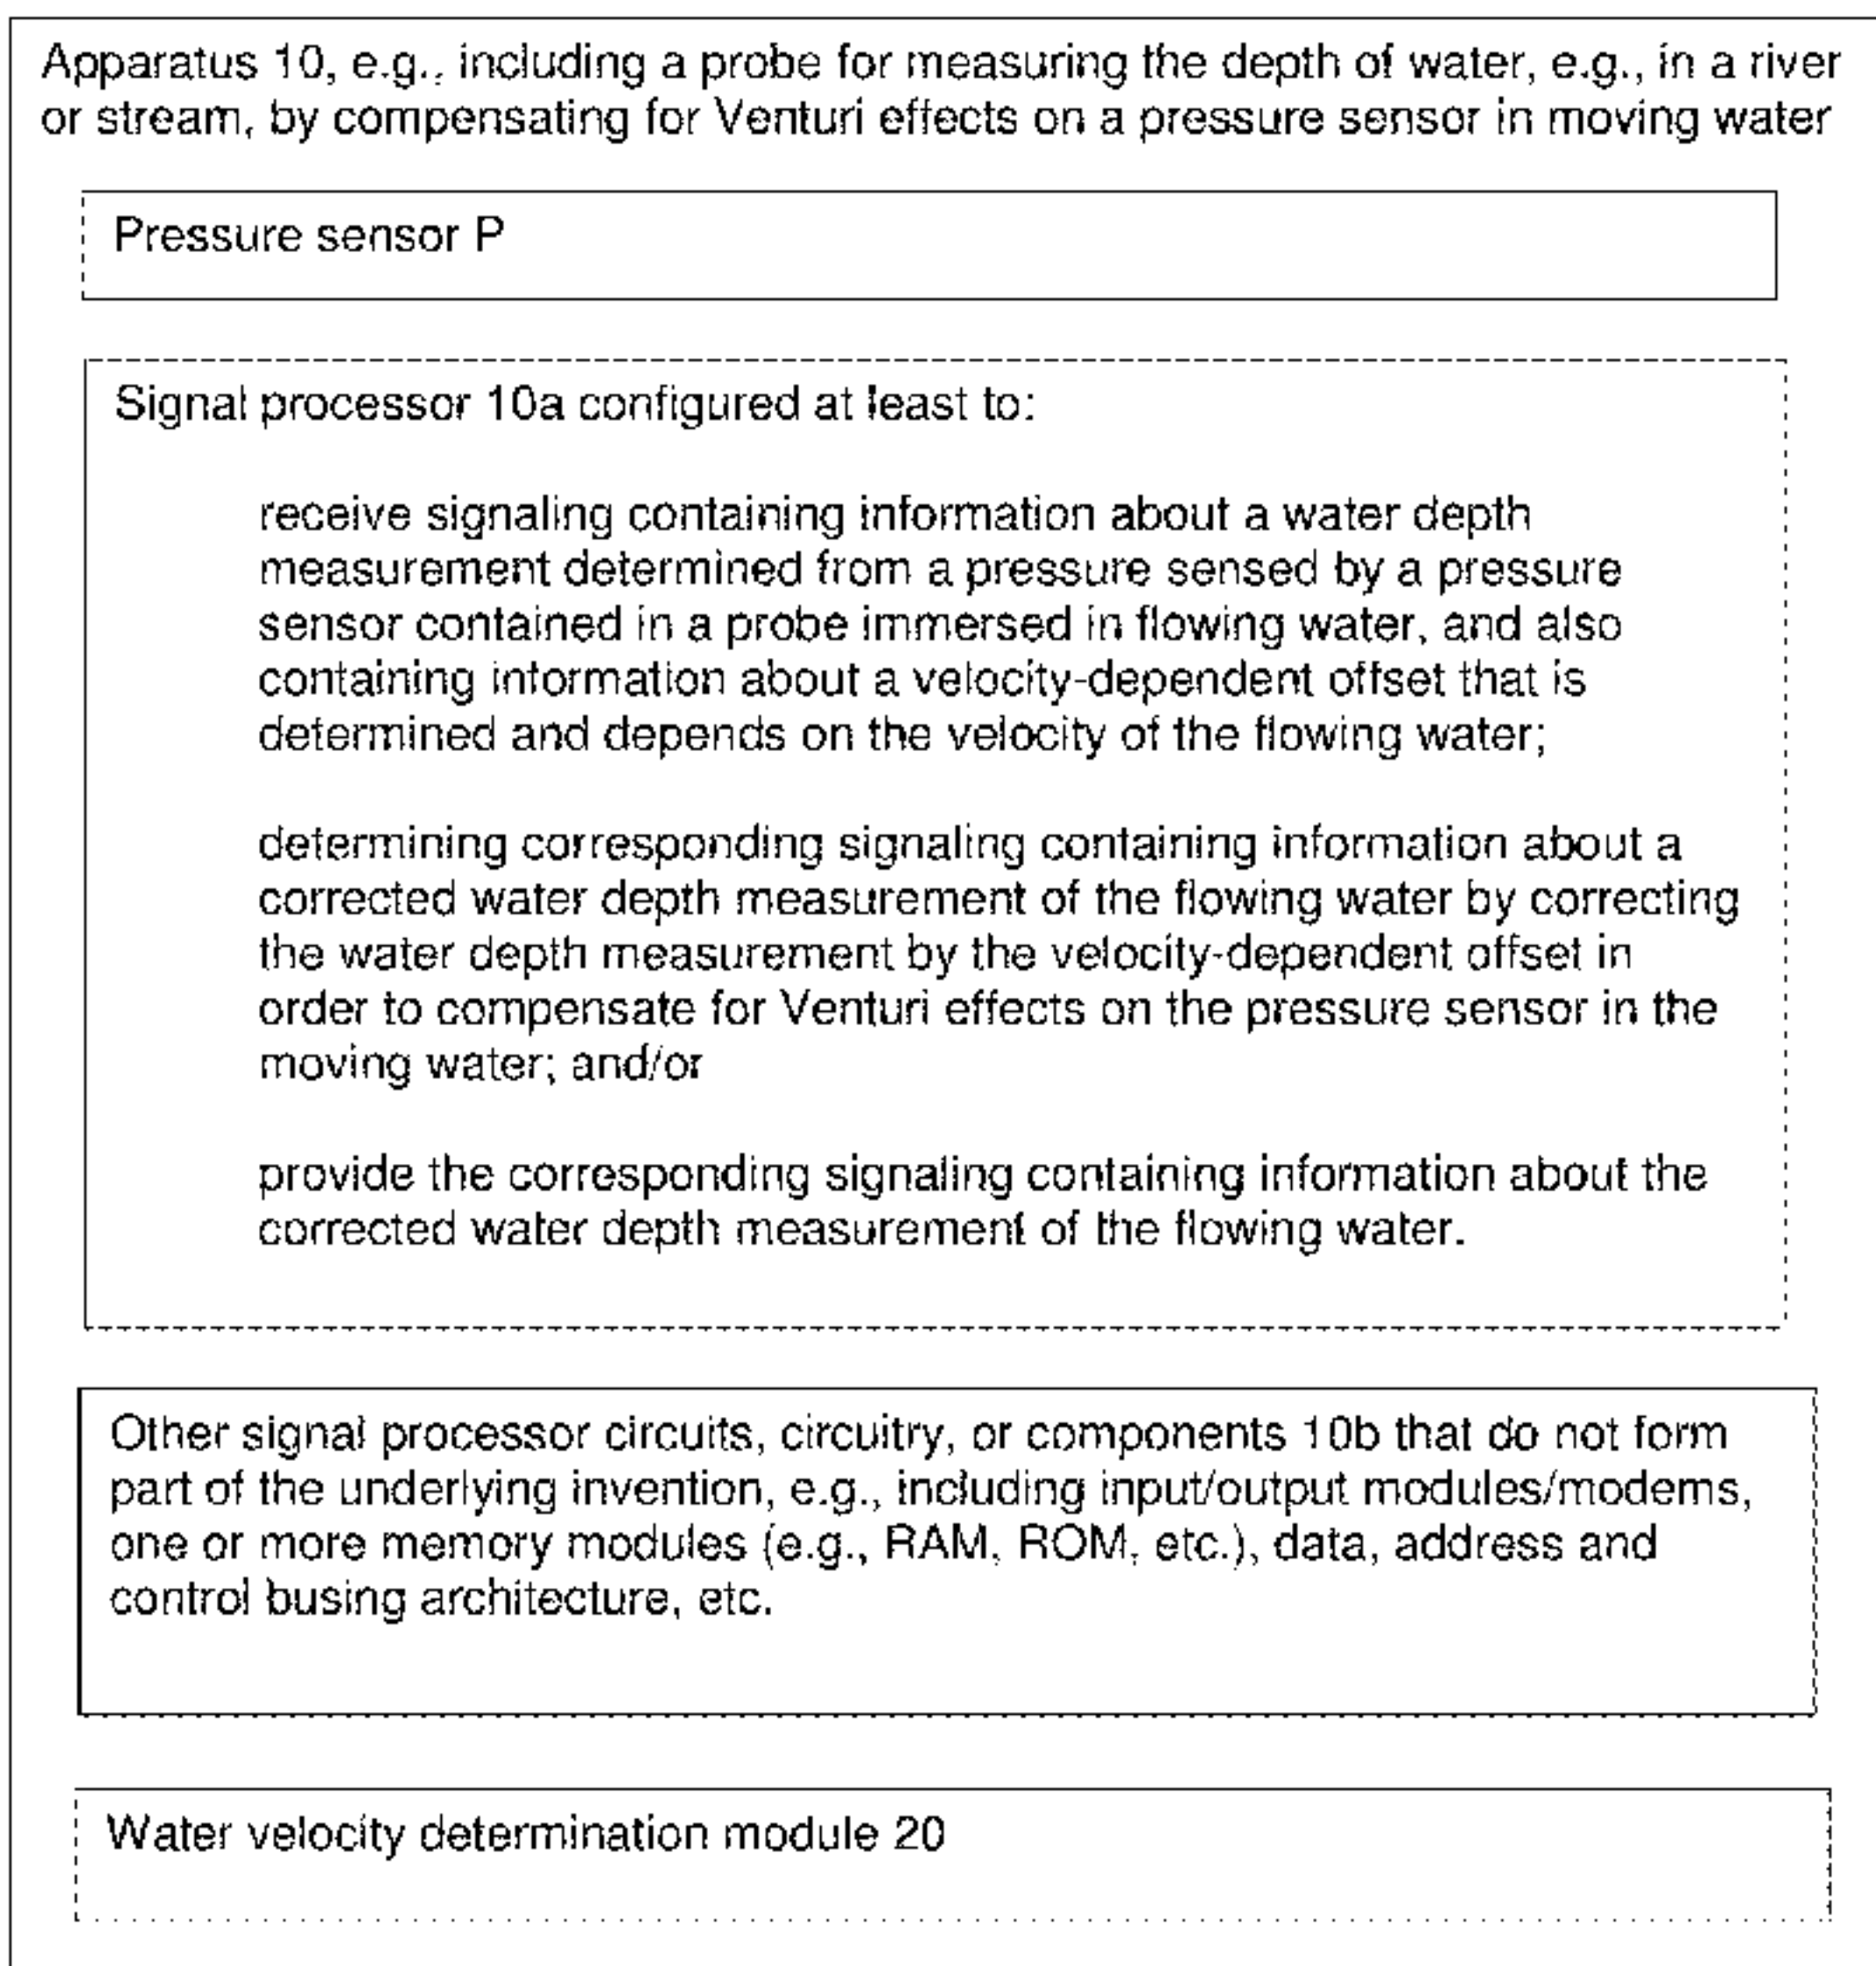 Apparatus 10, e.g., including a probe for measuring the depth of water, e.g., in a river
or stream, by compensating for Venturi effects on a pressure sensor in moving water
Pressure sensor P
Signal processor 10a configured at least to:
receive signaling containing information about a water depth
measurement determined from a pressure sensed by a pressure
sensor contained in a probe immersed in flowing water, and also
containing information about a velocity-dependent offset that is
determined and depends on the velocity of the flowing water;
determining corresponding signaling containing information about a
corrected water depth measurement of the flowing water by correcting
the water depth measurement by the velocity-dependent offset in
order to compensate for Venturi effects on the pressure sensor in the
moving water; and/or
provide the corresponding signaling containing information about the
corrected water depth measurement of the flowing water.
Other signal processor circuits, circuitry, or components 10b that do not form
part of the underlying invention, e.g., including input/output modules/modems,
one or more memory modules (e.g., RAM, ROM, etc.), data, address and
control busing architecture, etc.
Water velocity determination module 20